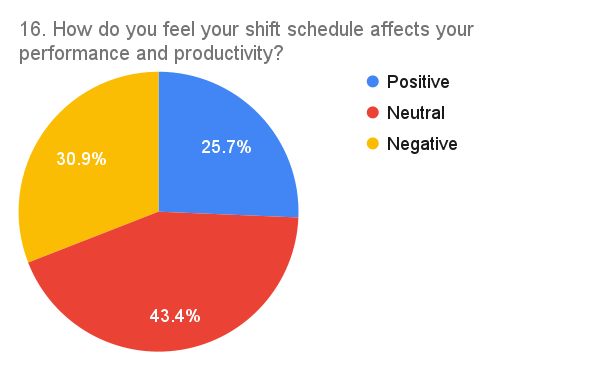 16. How do you feel your shift schedule affects your
performance and productivity?
Positive
Neutral
Negative
25.7%
30.9%
43.4%